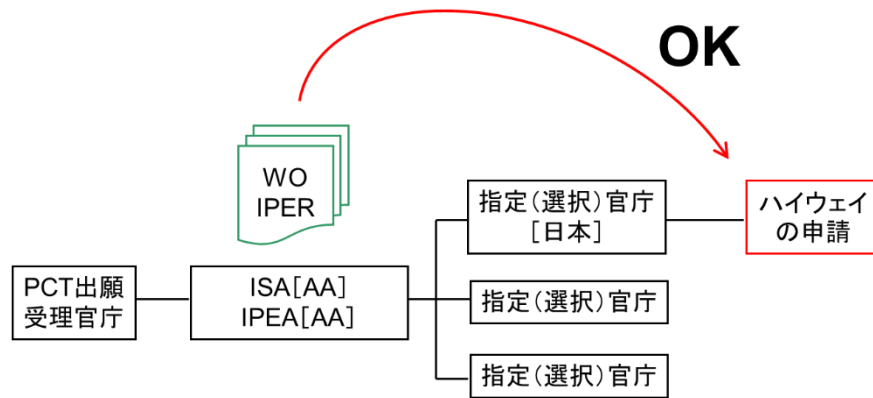 OK
WO
IPER
指定(選択)官庁
[日本]
ハイウェイ
の申請
PCT出願
受理官庁
ISA[AA]
IPEA[AA]
指定(選択)官庁
指定(選択)官庁